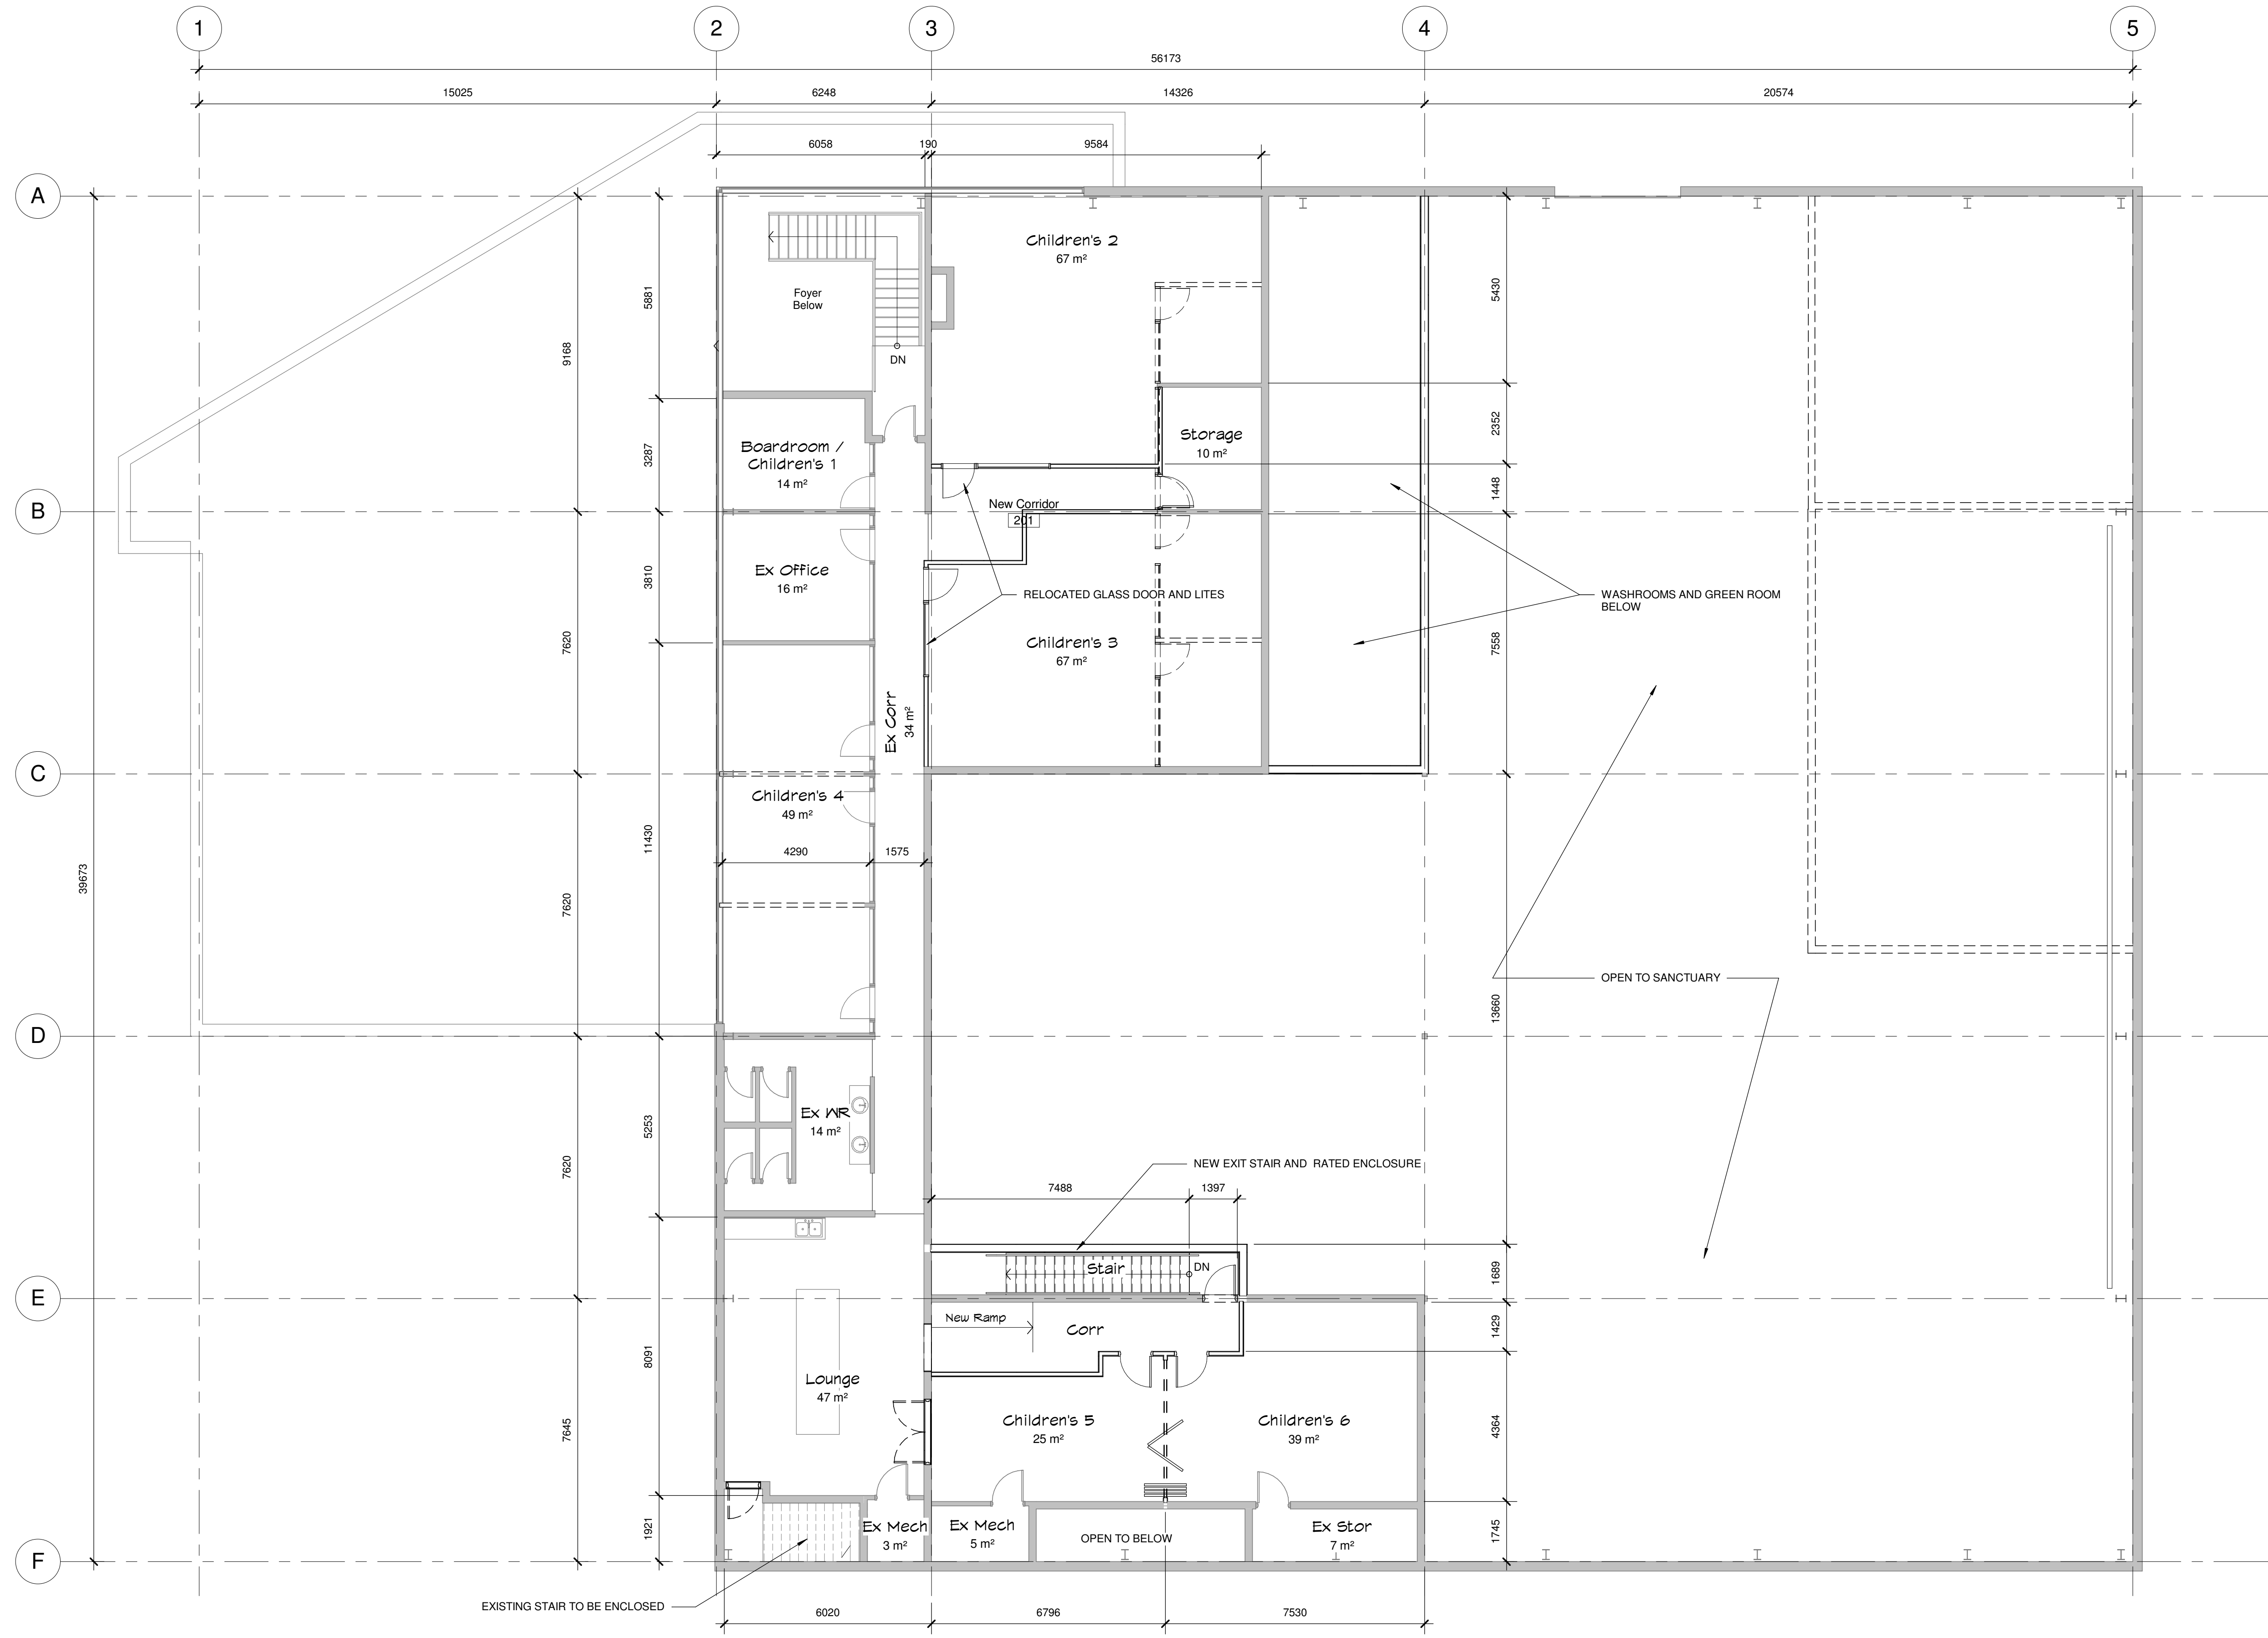 1
2
3
4
5
56173
15025
6248
14326
20574
6058
190
9584
A
B
C
D
E
F
39673
9168
7620
7620
7620
7645
5881
3287
3810
11430
5253
8091
1921
Foyer
Below
DN
Children's 2
67 m²
Boardroom /
Children's 1
14 m²
Storage
10 m²
New Corridor
201
Ex Office
16 m²
RELOCATED GLASS DOOR AND LITES
Children's 3
67 m²
Ex Corr
34 m²
Children's 4
49 m²
4290
1575
5430
2352
1448
7558
13660
1689
1429
4364
1745
WASHROOMS AND GREEN ROOM
BELOW
OPEN TO SANCTUARY
Ex WR
14 m²
NEW EXIT STAIR AND RATED ENCLOSURE
7488
1397
Stair
DN
New Ramp
Corr
Lounge
47 m²
Children's 5
25 m²
Children's 6
39 m²
Ex Mech
3 m²
Ex Mech
5 m²
OPEN TO BELOW
Ex Stor
7 m²
EXISTING STAIR TO BE ENCLOSED
6020
6796
7530